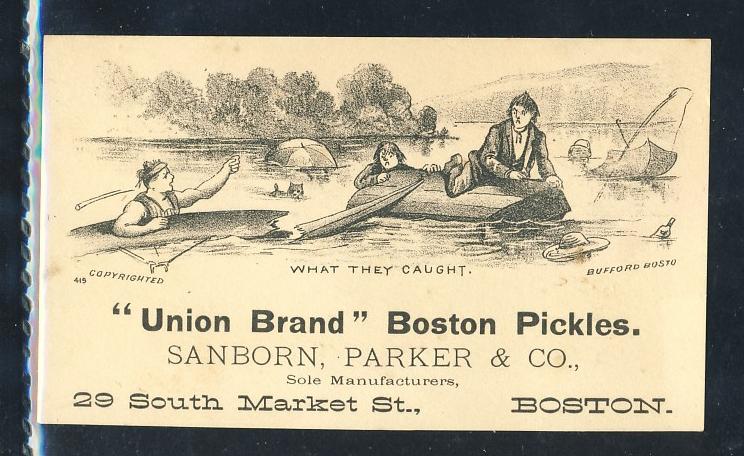 WHAT THEY CAUGHT.
419 COPYRIGHTED
BUFFORD BOSTO
"Union Brand" Boston Pickles.
SANBORN, PARKER & CO.,
Sole Manufacturers,
29 South Market St., BOSTON.